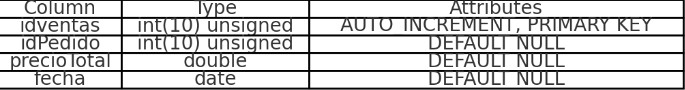 Column Type Attributes
idventas int(10) unsigned AUTO_INCREMENT, PRIMARY KEY
idPedido int(10) unsigned DEFAULT NULL
precioTotal double DEFAULT NULL
fecha date DEFAULT NULL